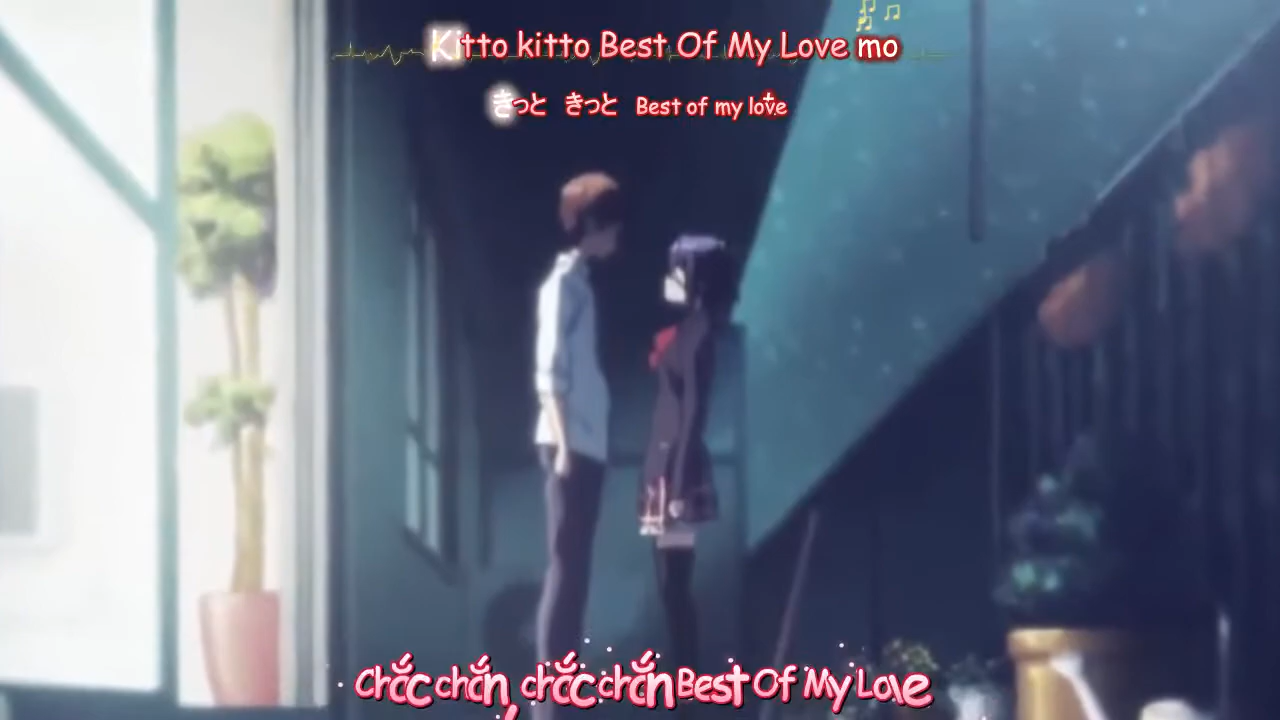 Kitto kitto Best Of My Love mo
きっと きっと Best of my love
chắc chắn, chắc chắn Best Of My Love